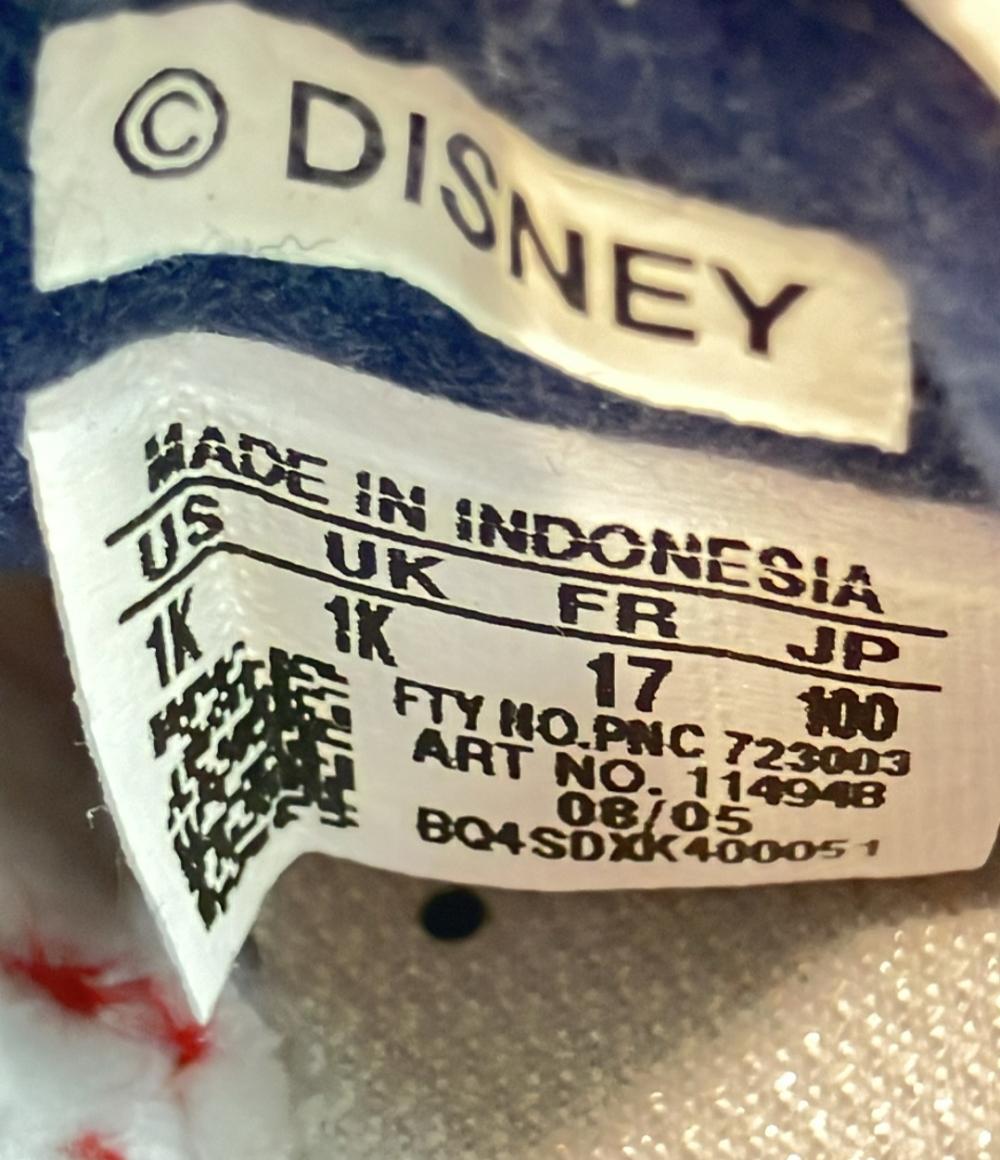 © DISNEY
MADE IN INDONESIA
US UK FR JP
1K 1K 17 100
FTY NO.PNC 723003
ART NO. 114948
08/05
BQ4SDXK400051